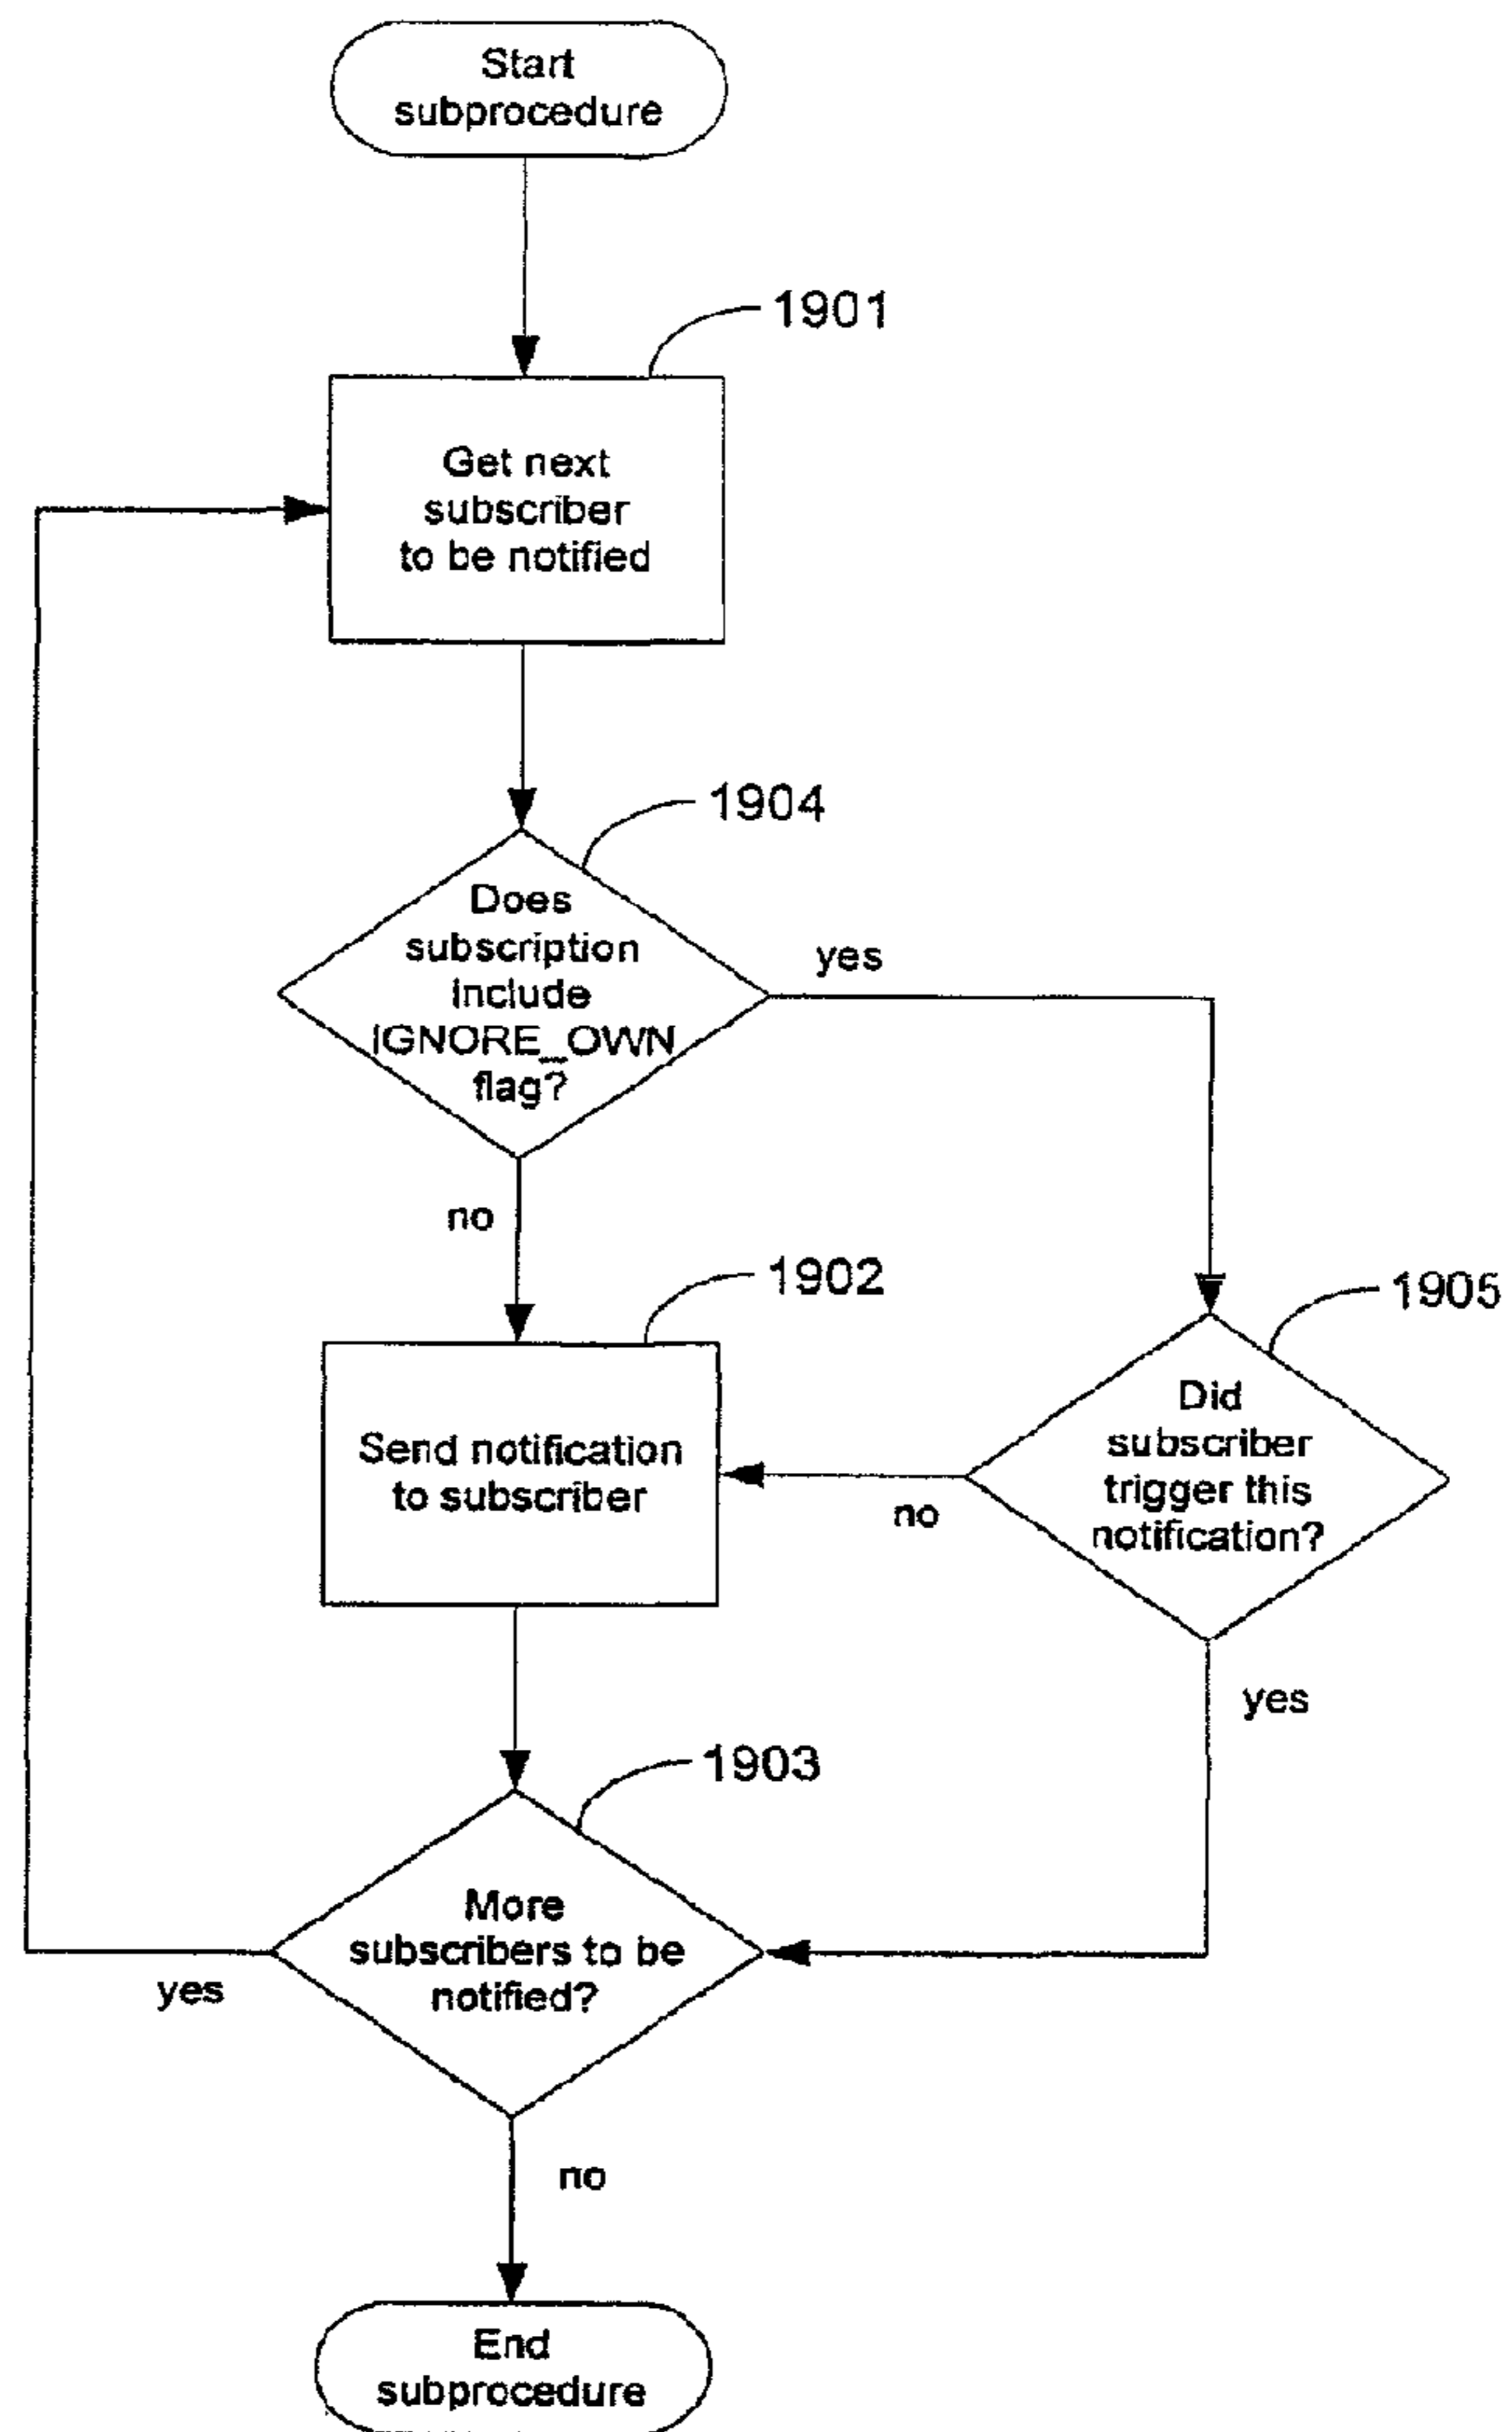 Start
subprocedure
1901
Get next
subscriber
to be notified
1904
Does
subscription
include
IGNORE_OWN
flag?
yes
no
1902
1905
Send notification
to subscriber
Did
subscriber
trigger this
notification?
no
yes
1903
More
subscribers to be
notified?
yes
no
End
subprocedure